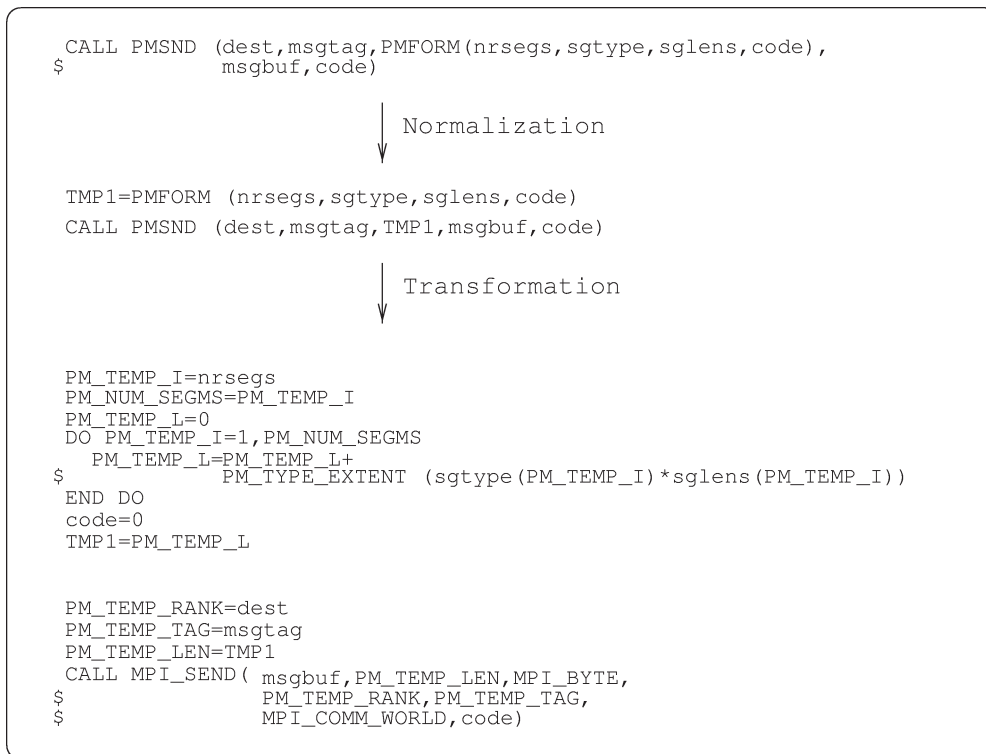 CALL PMSND (dest,msgtag,PMFORM(nrsegs,sgtype,sglens,code),
$ msgbuf,code)
Normalization
TMP1=PMFORM (nrsegs,sgtype,sglens,code)
CALL PMSND (dest,msgtag,TMP1,msgbuf,code)
Transformation
PM_TEMP_I=nrsegs
PM_NUM_SEGMS=PM_TEMP_I
PM_TEMP_L=0
DO PM_TEMP_I=1,PM_NUM_SEGMS
PM_TEMP_L=PM_TEMP_L+
$ PM_TYPE_EXTENT (sgtype(PM_TEMP_I)*sglens(PM_TEMP_I))
END DO
code=0
TMP1=PM_TEMP_L
PM_TEMP_RANK=dest
PM_TEMP_TAG=msgtag
PM_TEMP_LEN=TMP1
CALL MPI_SEND( msgbuf,PM_TEMP_LEN,MPI_BYTE,
$ PM_TEMP_RANK,PM_TEMP_TAG,
$ MPI_COMM_WORLD,code)